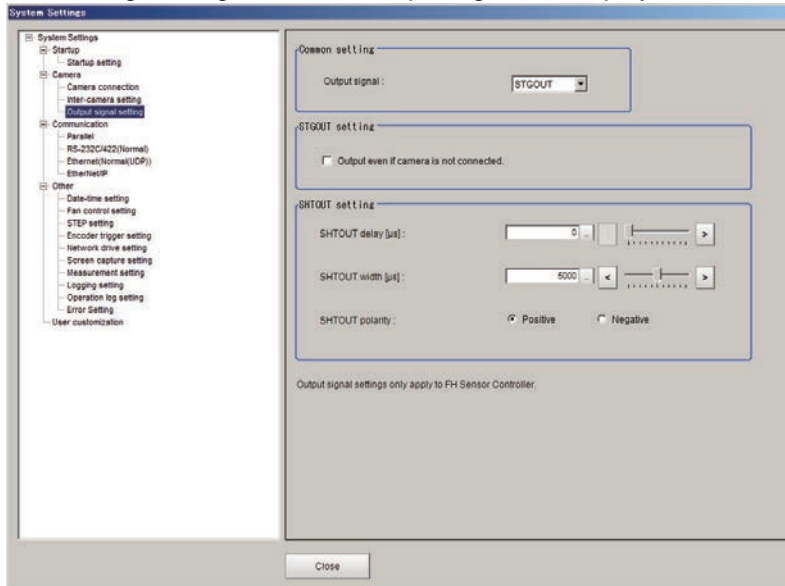 System Settings
System Settings
Startup
Startup setting
Camera
Camera connection
Inter-camera setting
Output signal setting
Communication
Parallel
RS-232C/422(Normal)
Ethernet(Normal(UDP))
EtherNet/IP
Other
Date-time setting
Fan control setting
STEP setting
Encoder trigger setting
Network drive setting
Screen capture setting
Measurement setting
Logging setting
Operation log setting
Error Setting
User customization
Common setting
Output signal : STGOUT
STGOUT setting
Output even if camera is not connected.
SHTOUT setting
SHTOUT delay [µs] : 0 ... >
SHTOUT width [µs] : 5000 ... < >
SHTOUT polarity : Positive Negative
Output signal settings only apply to FH Sensor Controller.
Close